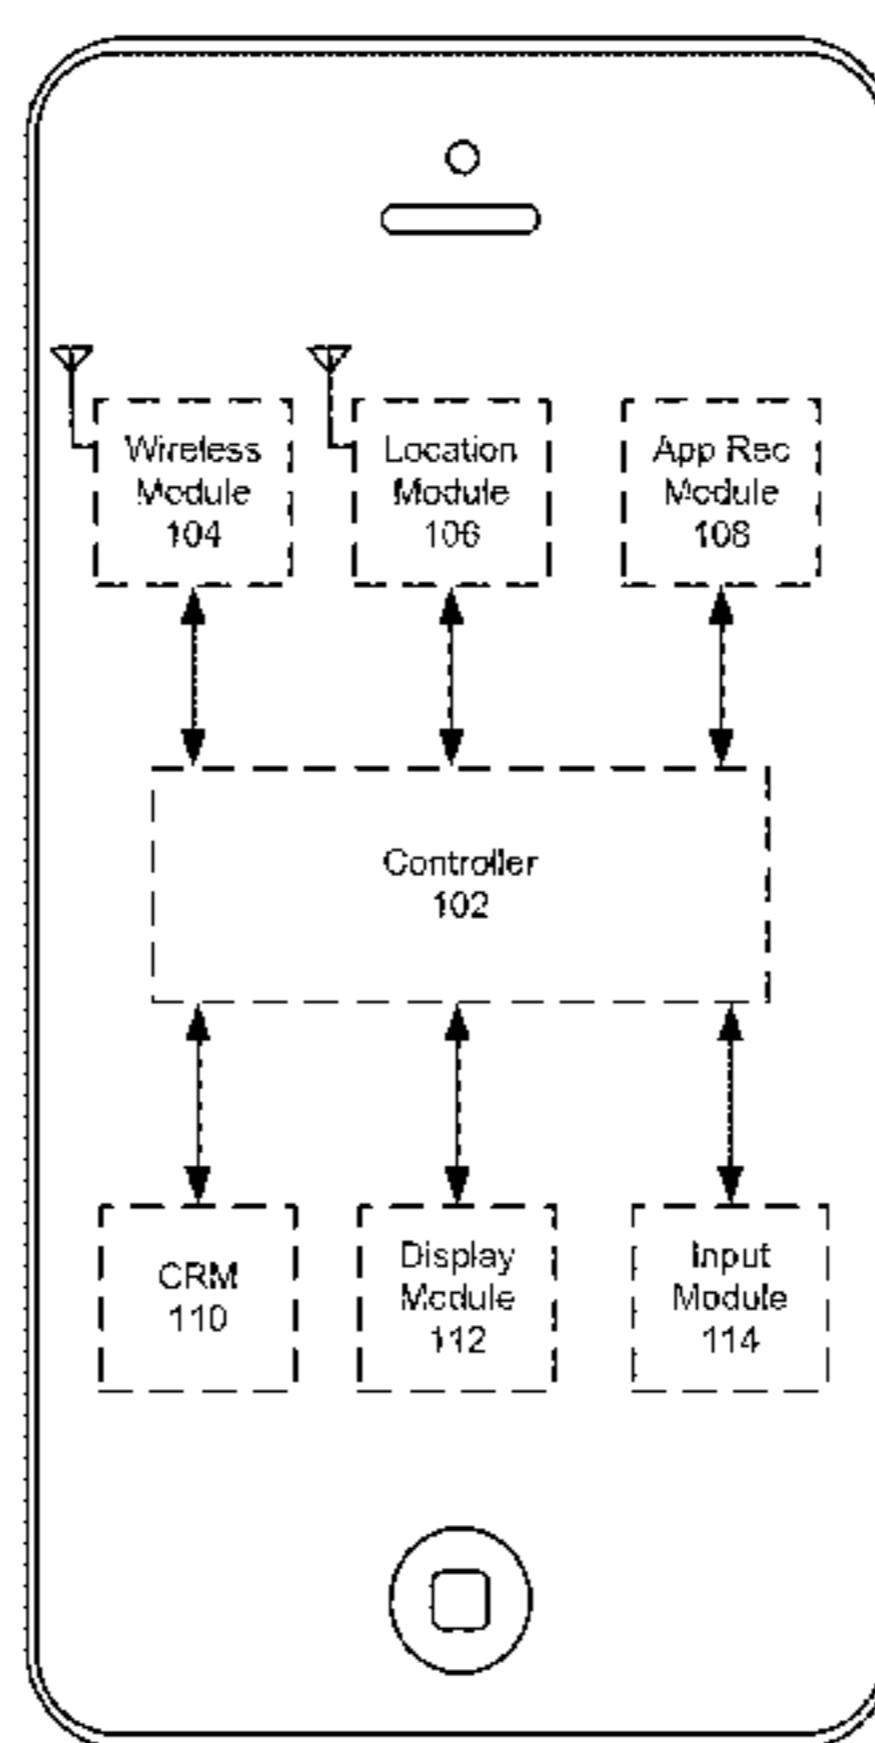 Wireless
Module
104
Location
Module
106
App Rec
Module
108
Controller
102
CRM
110
Display
Module
112
Input
Module
114